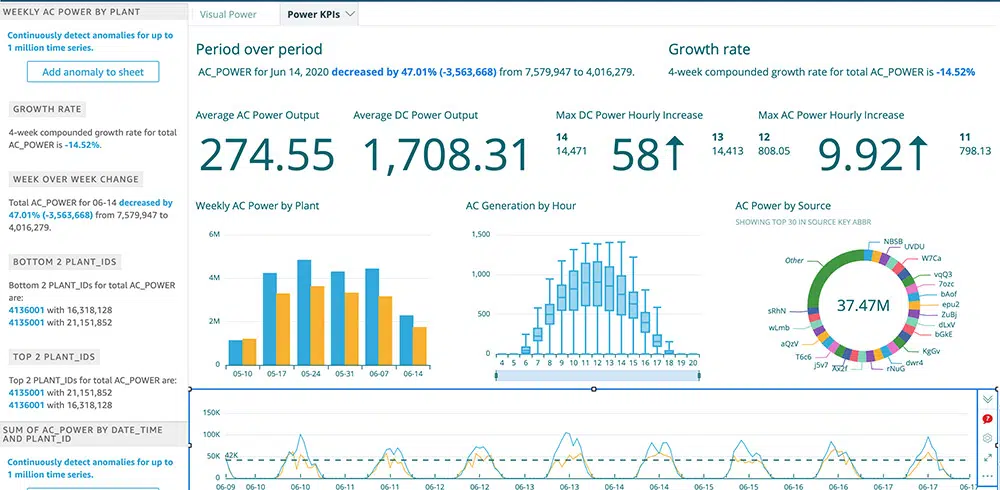 WEEKLY AC POWER BY PLANT
Continuously detect anomalies for up to
1 million time series.
Add anomaly to sheet
GROWTH RATE
4-week compounded growth rate for total
AC_POWER is -14.52%.
WEEK OVER WEEK CHANGE
Total AC_POWER for 06-14 decreased by
47.01% (-3,563,668) from 7,579,947 to
4,016,279.
BOTTOM 2 PLANT_IDS
Bottom 2 PLANT_IDs for total AC_POWER
are:
4136001 with 16,318,128
4135001 with 21,151,852
TOP 2 PLANT_IDS
Top 2 PLANT_IDs for total AC_POWER are:
4135001 with 21,151,852
4136001 with 16,318,128
SUM OF AC_POWER BY DATE_TIME
AND PLANT_ID
Continuously detect anomalies for up to
1 million time series.
Visual Power
Power KPIs
Period over period
AC_POWER for Jun 14, 2020 decreased by 47.01% (-3,563,668) from 7,579,947 to 4,016,279.
Growth rate
4-week compounded growth rate for total AC_POWER is -14.52%
Average AC Power Output
274.55
Average DC Power Output
1,708.31
Max DC Power Hourly Increase
14
14,471
58↑
13
14,413
Max AC Power Hourly Increase
12
808.05
9.92↑
11
798.13
Weekly AC Power by Plant
6M
4M
2M
0
05-10 05-17 05-24 05-31 06-07 06-14
AC Generation by Hour
1,500
1,000
500
0
4 5 6 7 8 9 10 11 12 13 14 15 16 17 18 19 20
AC Power by Source
SHOWING TOP 30 IN SOURCE KEY ABBR
37.47M
NBSB
UVDU
W7Ca
vqQ3
7ozc
bAof
epu2
ZuBj
dLxV
bGkE
KgGv
dwr4
rNuG
Ax2f
j5v7
T6c6
aQzV
wLmb
sRhN
Other
150K
100K
50K
42K
0
06-09 06-10 06-10 06-11 06-11 06-12 06-12 06-13 06-13 06-14 06-14 06-15 06-15 06-16 06-16 06-17 06-17